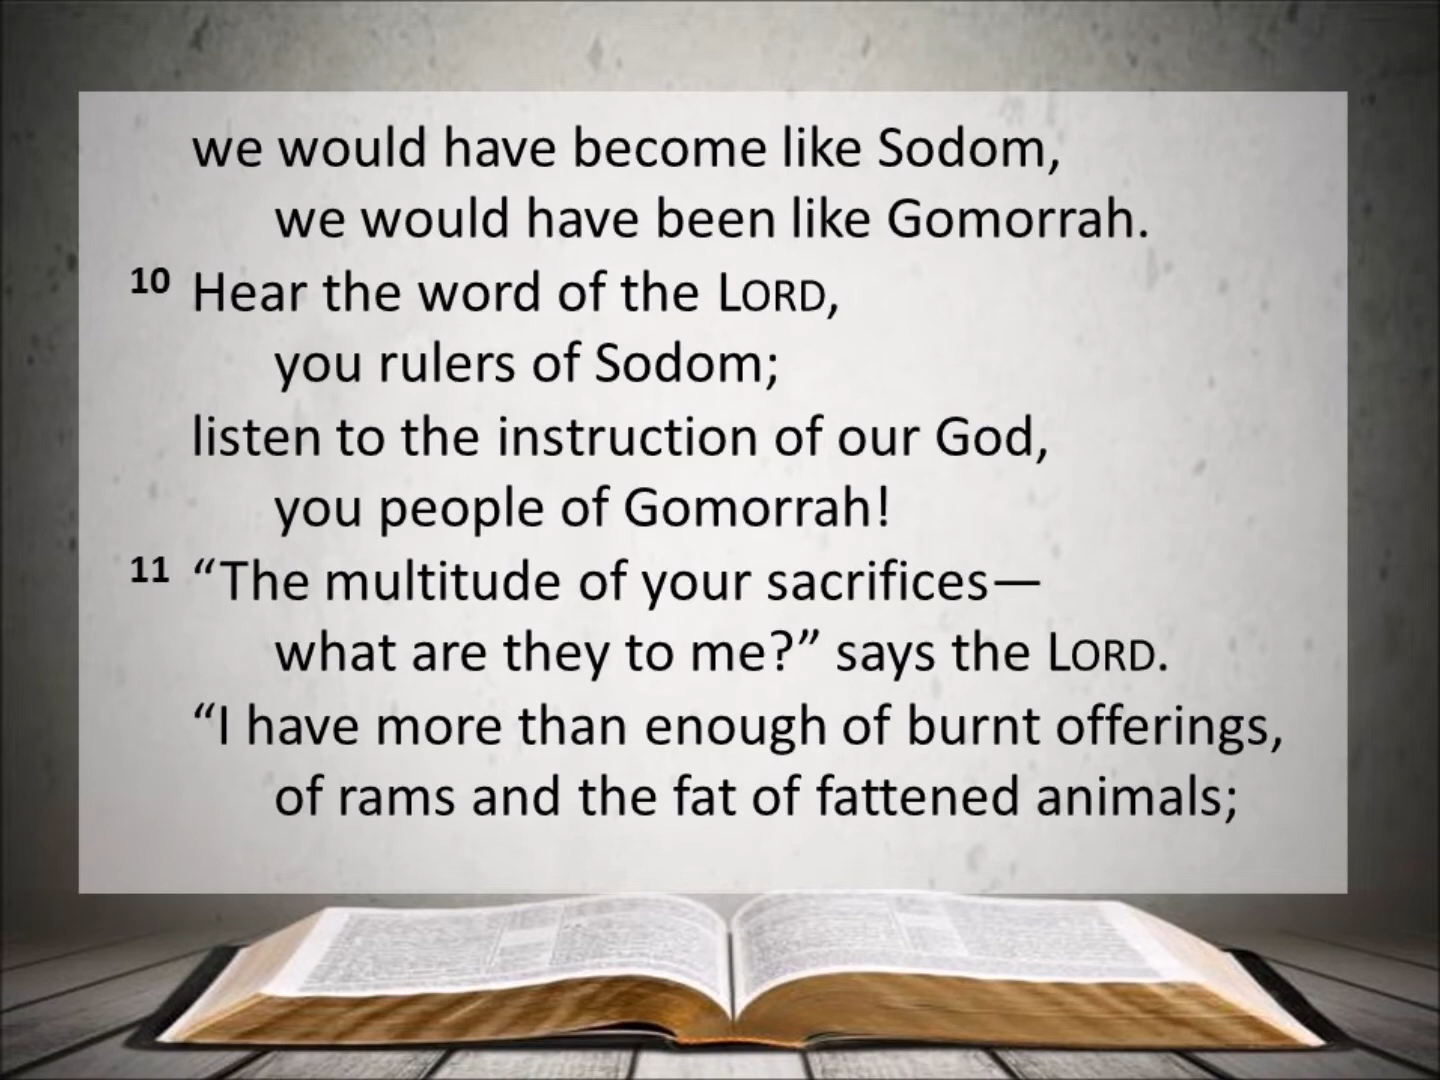 we would have become like Sodom,
we would have been like Gomorrah.
10 Hear the word of the LORD,
you rulers of Sodom;
listen to the instruction of our God,
you people of Gomorrah!
11 “The multitude of your sacrifices—
what are they to me?” says the LORD.
“I have more than enough of burnt offerings,
of rams and the fat of fattened animals;